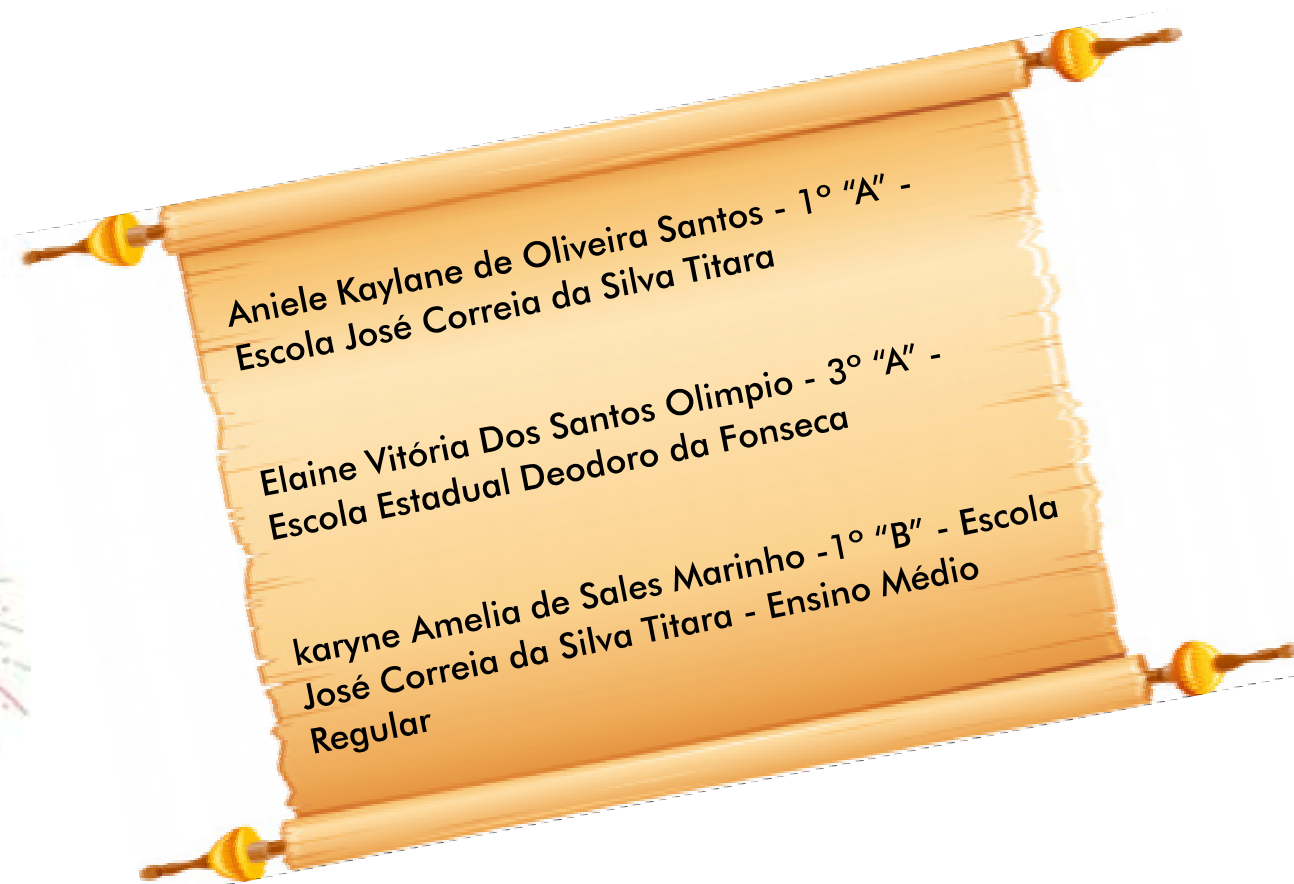 Aniele Kaylane de Oliveira Santos - 1º “A” -
Escola José Correia da Silva Titara
Elaine Vitória Dos Santos Olimpio - 3º “A” -
Escola Estadual Deodoro da Fonseca
karyne Amelia de Sales Marinho -1º “B” - Escola
José Correia da Silva Titara - Ensino Médio
Regular